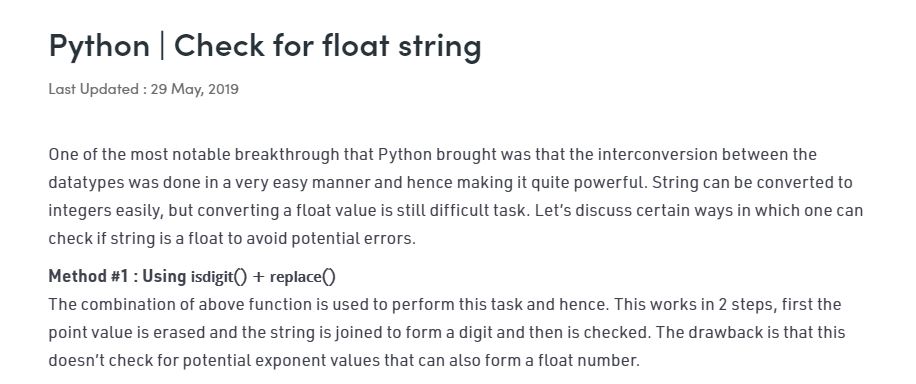 Python | Check for float string
Last Updated : 29 May, 2019
One of the most notable breakthrough that Python brought was that the interconversion between the
datatypes was done in a very easy manner and hence making it quite powerful. String can be converted to
integers easily, but converting a float value is still difficult task. Let’s discuss certain ways in which one can
check if string is a float to avoid potential errors.
Method #1 : Using isdigit() + replace()
The combination of above function is used to perform this task and hence. This works in 2 steps, first the
point value is erased and the string is joined to form a digit and then is checked. The drawback is that this
doesn’t check for potential exponent values that can also form a float number.